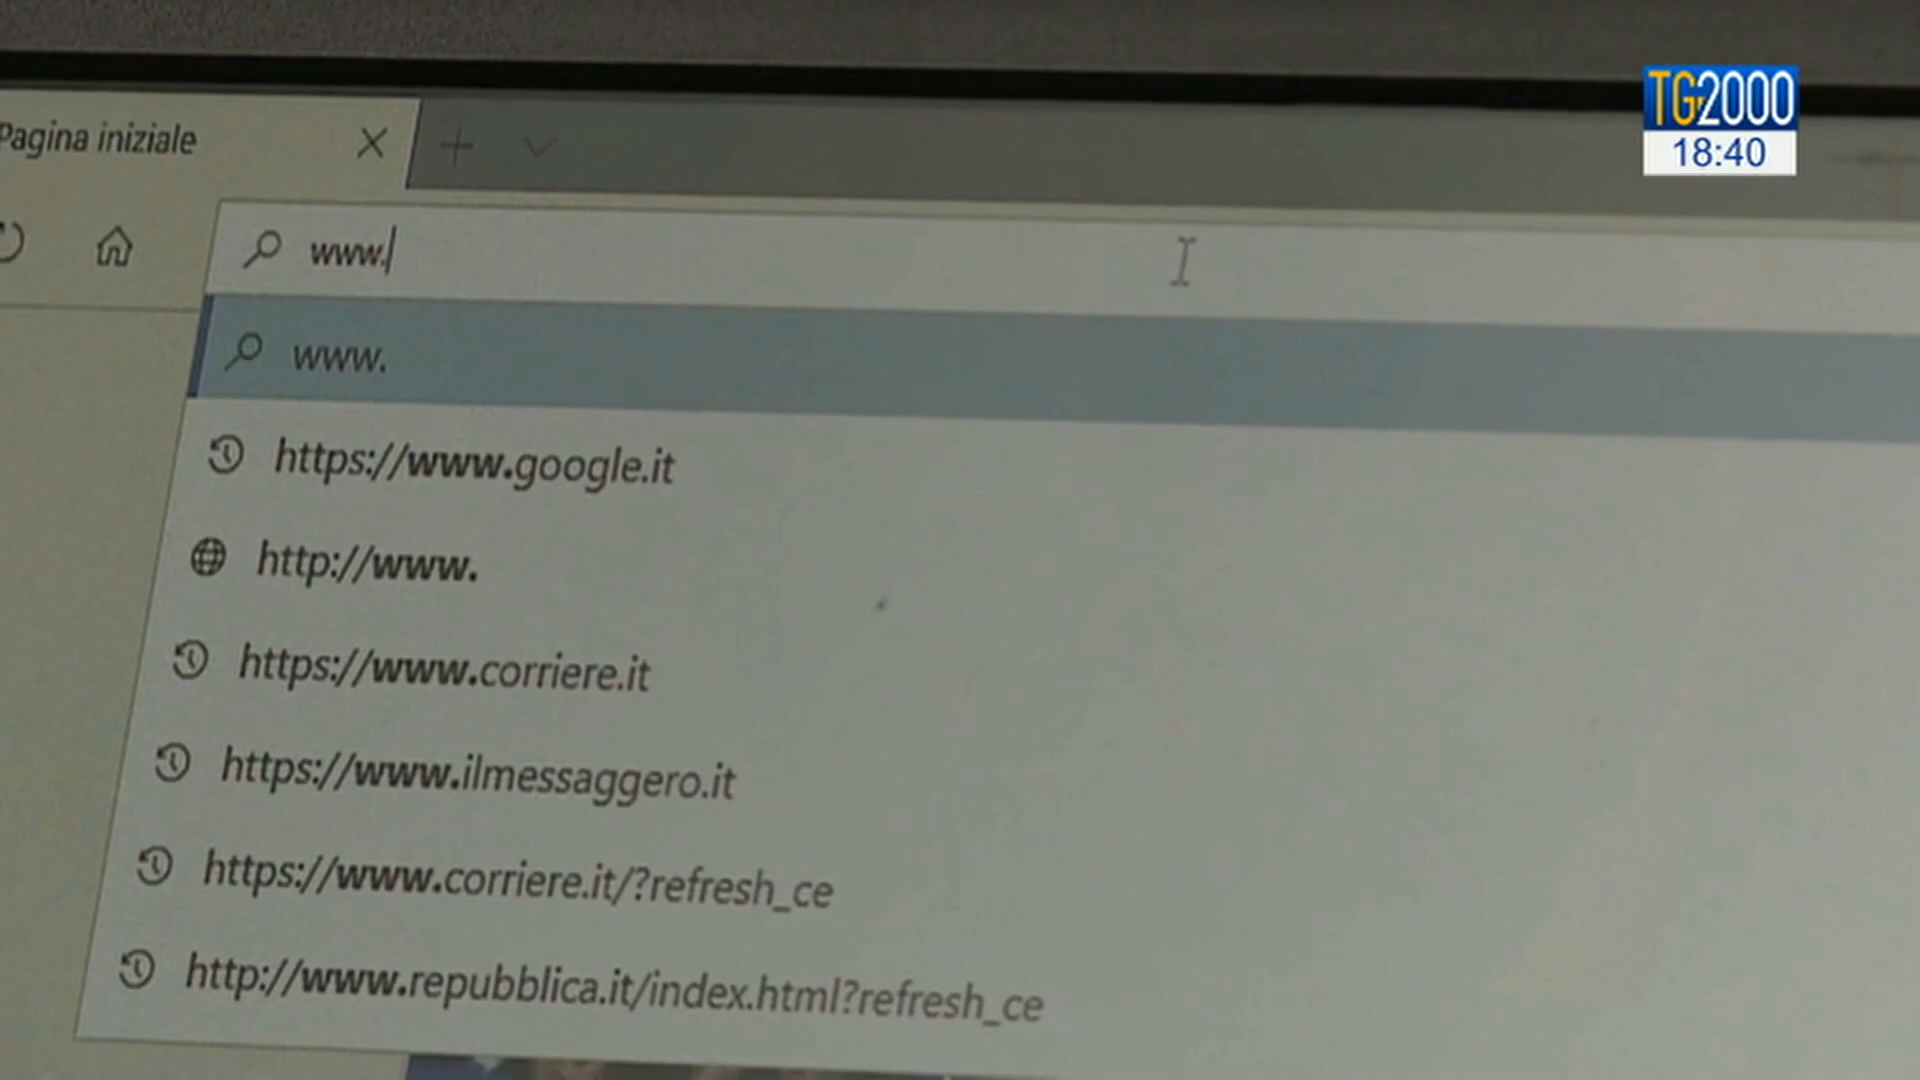 TG2000
18:40
Pagina iniziale
www.
www.
https://www.google.it
http://www.
https://www.corriere.it
https://www.ilmessaggero.it
https://www.corriere.it/?refresh_ce
http://www.repubblica.it/index.html?refresh_ce